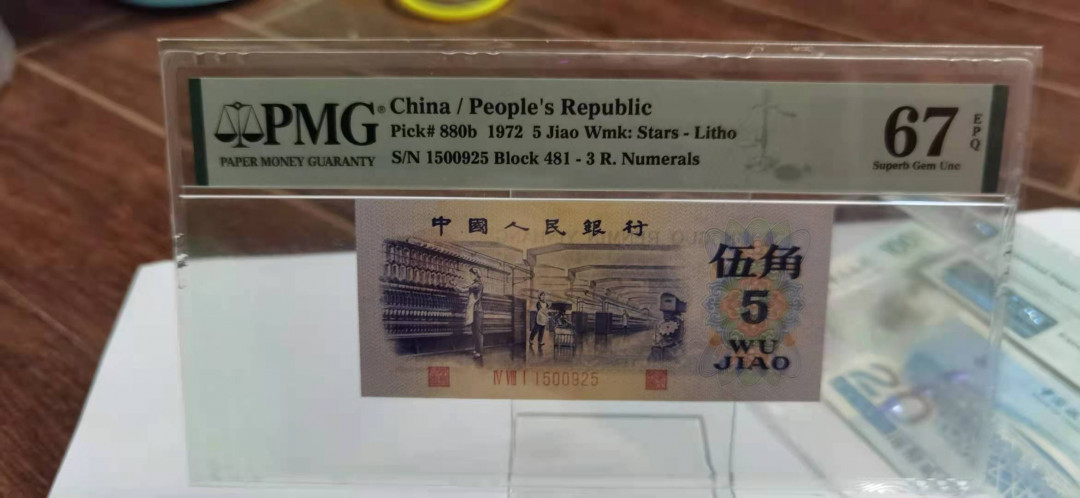 PMG®
PAPER MONEY GUARANTY
China / People's Republic
Pick# 880b 1972 5 Jiao Wmk: Stars - Litho
S/N 1500925 Block 481 - 3 R. Numerals
67
EPQ
Superb Gem Unc
中國人民銀行
伍角
5
WU
JIAO
IV VIII I 1500925
20